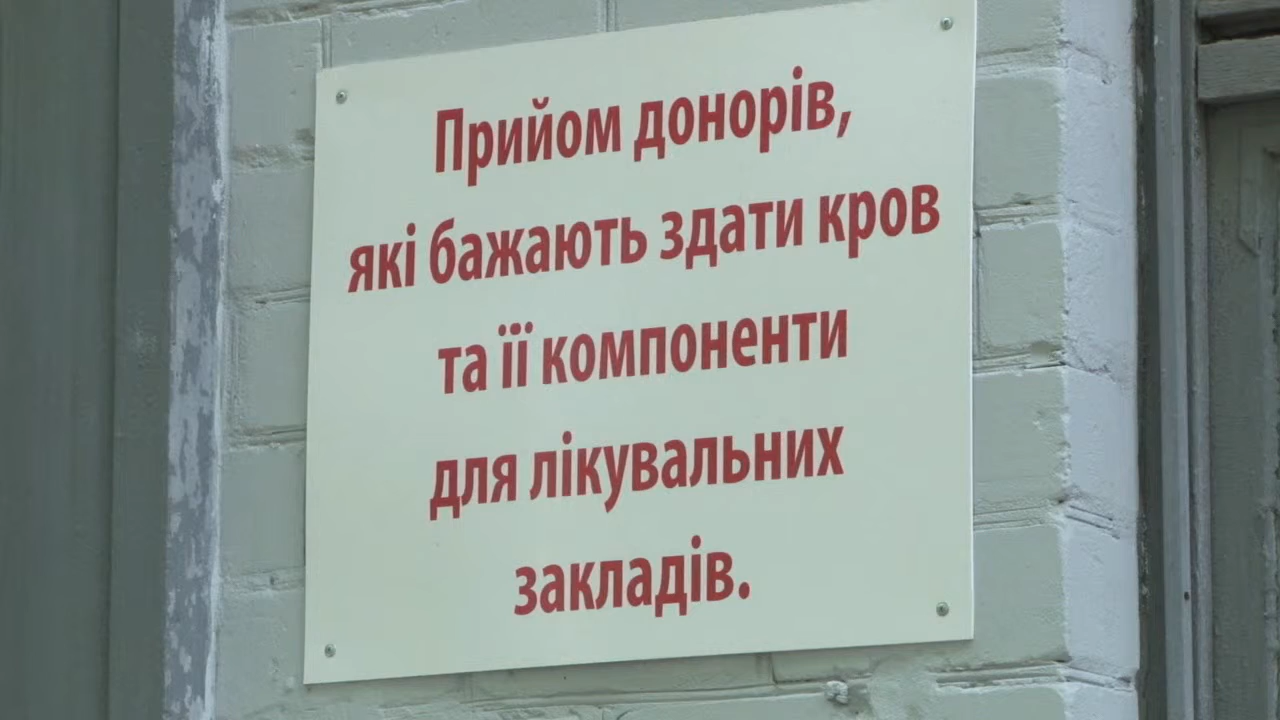 Прийом донорів,
які бажають здати кров
та її компоненти
для лікувальних
закладів.